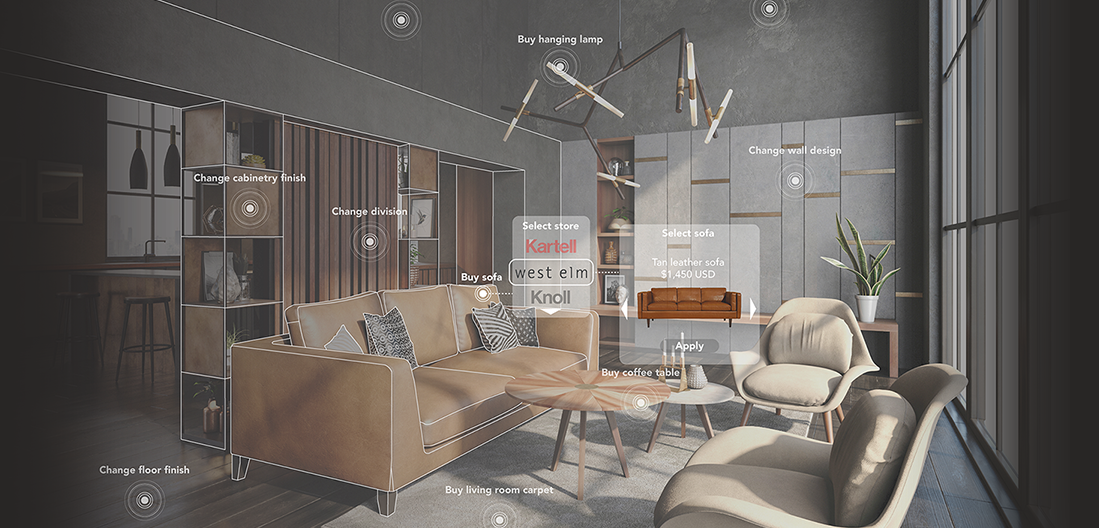 Buy hanging lamp
Change wall design
Change cabinetry finish
Change division
Select store
Kartell
west elm
Knoll
Select sofa
Tan leather sofa
$1,450 USD
Apply
Buy sofa
Buy coffee table
Change floor finish
Buy living room carpet